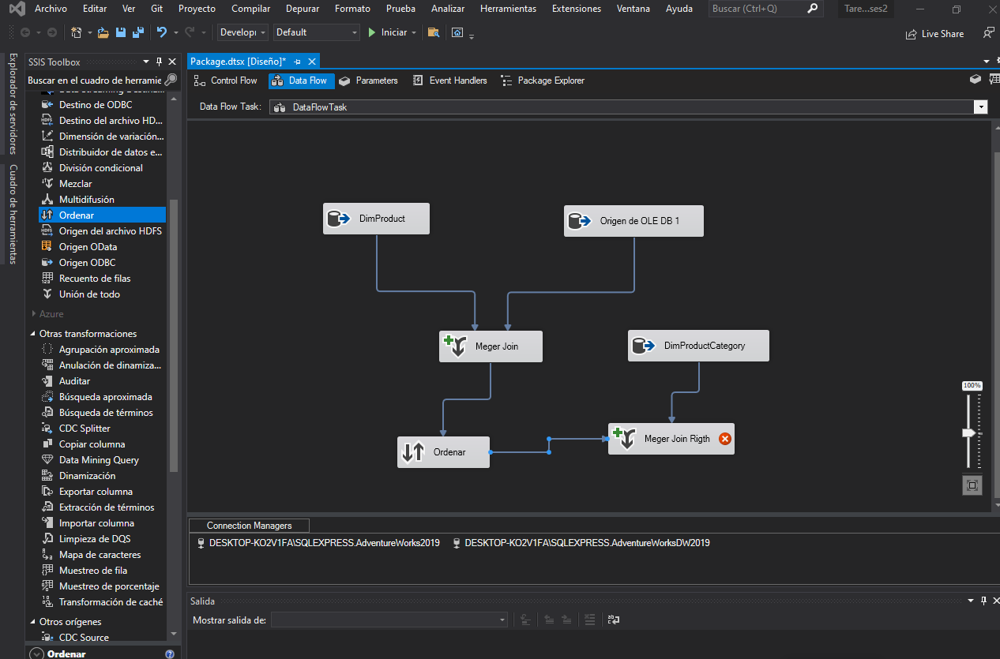 Archivo Editar Ver Git Proyecto Compilar Depurar Formato Prueba Analizar Herramientas Extensiones Ventana Ayuda Buscar (Ctrl+Q) Tare...ses2
Developı Default Iniciar Live Share
Explorador de servidores
Cuadro de herramientas
SSIS Toolbox
Buscar en el cuadro de herramie
Destino de ODBC
Destino del archivo HD...
Dimensión de variación...
Distribuidor de datos e...
División condicional
Mezclar
Multidifusión
Ordenar
Origen del archivo HDFS
Origen OData
Origen ODBC
Recuento de filas
Unión de todo
Azure
Otras transformaciones
Agrupación aproximada
Anulación de dinamiza...
Auditar
Búsqueda aproximada
Búsqueda de términos
CDC Splitter
Copiar columna
Data Mining Query
Dinamización
Exportar columna
Extracción de términos
Importar columna
Limpieza de DQS
Mapa de caracteres
Muestreo de fila
Muestreo de porcentaje
Transformación de caché
Otros orígenes
CDC Source
Ordenar
Package.dtsx [Diseño]*
Control Flow Data Flow Parameters Event Handlers Package Explorer
Data Flow Task: DataFlowTask
DimProduct
Origen de OLE DB 1
Meger Join
DimProductCategory
Ordenar
Meger Join Rigth
100%
Connection Managers
DESKTOP-KO2V1FA\SQLEXPRESS.AdventureWorks2019 DESKTOP-KO2V1FA\SQLEXPRESS.AdventureWorksDW2019
Salida
Mostrar salida de: